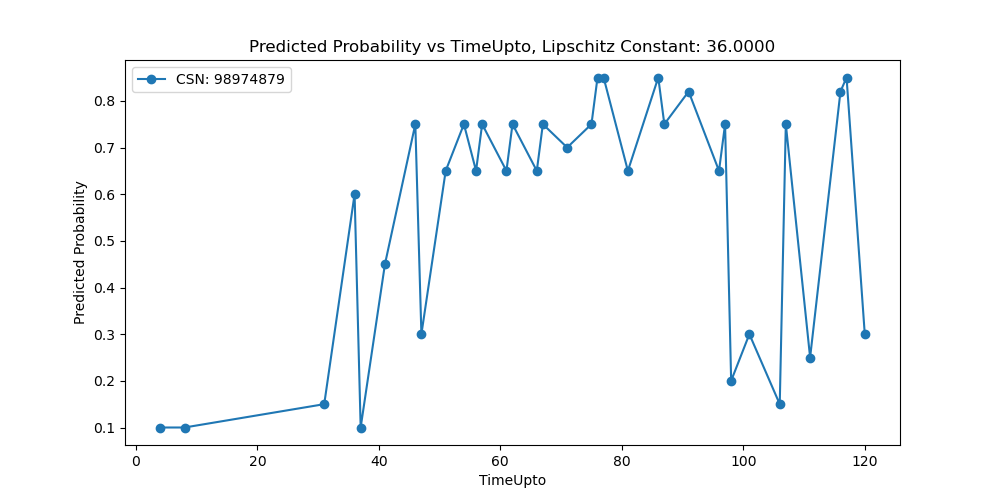 Predicted Probability vs TimeUpto, Lipschitz Constant: 36.0000
CSN: 98974879
Predicted Probability
0.8
0.7
0.6
0.5
0.4
0.3
0.2
0.1
0 20 40 60 80 100 120
TimeUpto